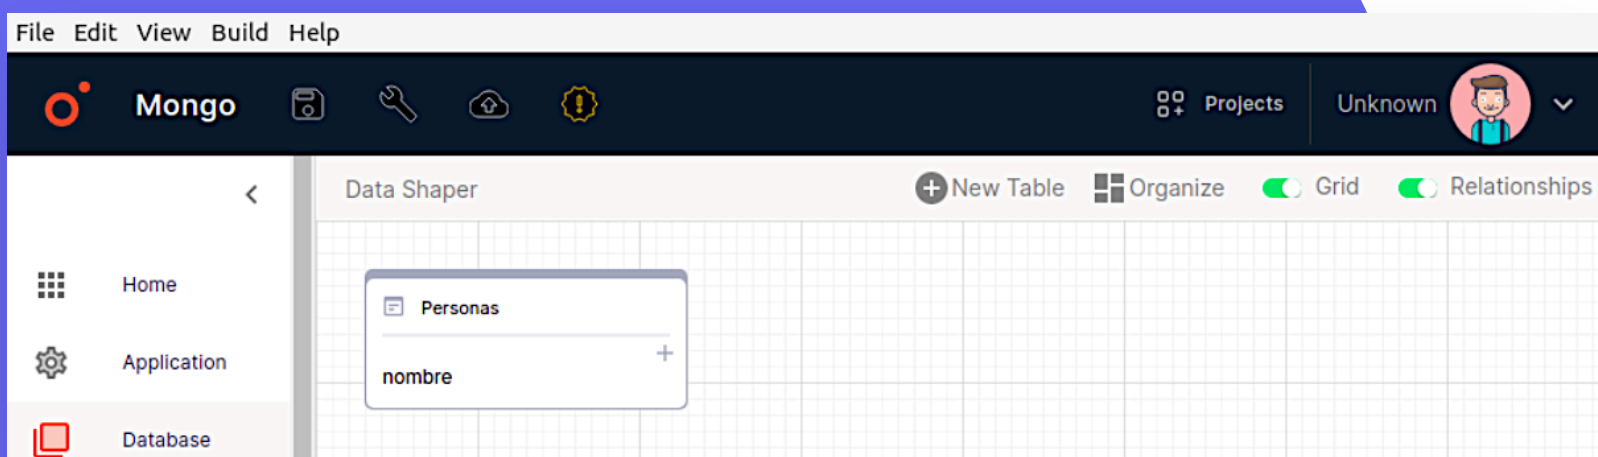 File Edit View Build Help
Mongo Projects Unknown
Data Shaper New Table Organize Grid Relationships
Home
Personas
Application
nombre
Database